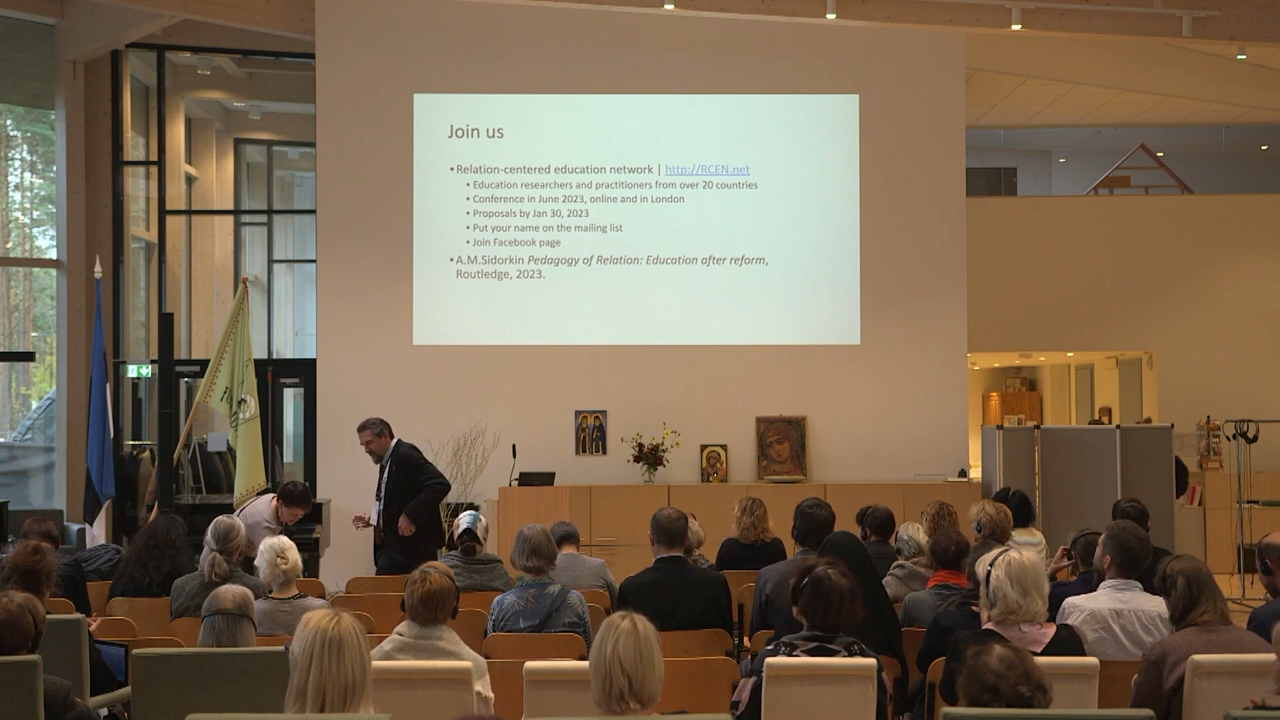 Join us
•Relation-centered education network | http://RCEN.net
• Education researchers and practitioners from over 20 countries
• Conference in June 2023, online and in London
• Proposals by Jan 30, 2023
• Put your name on the mailing list
• Join Facebook page
•A.M.Sidorkin Pedagogy of Relation: Education after reform,
Routledge, 2023.